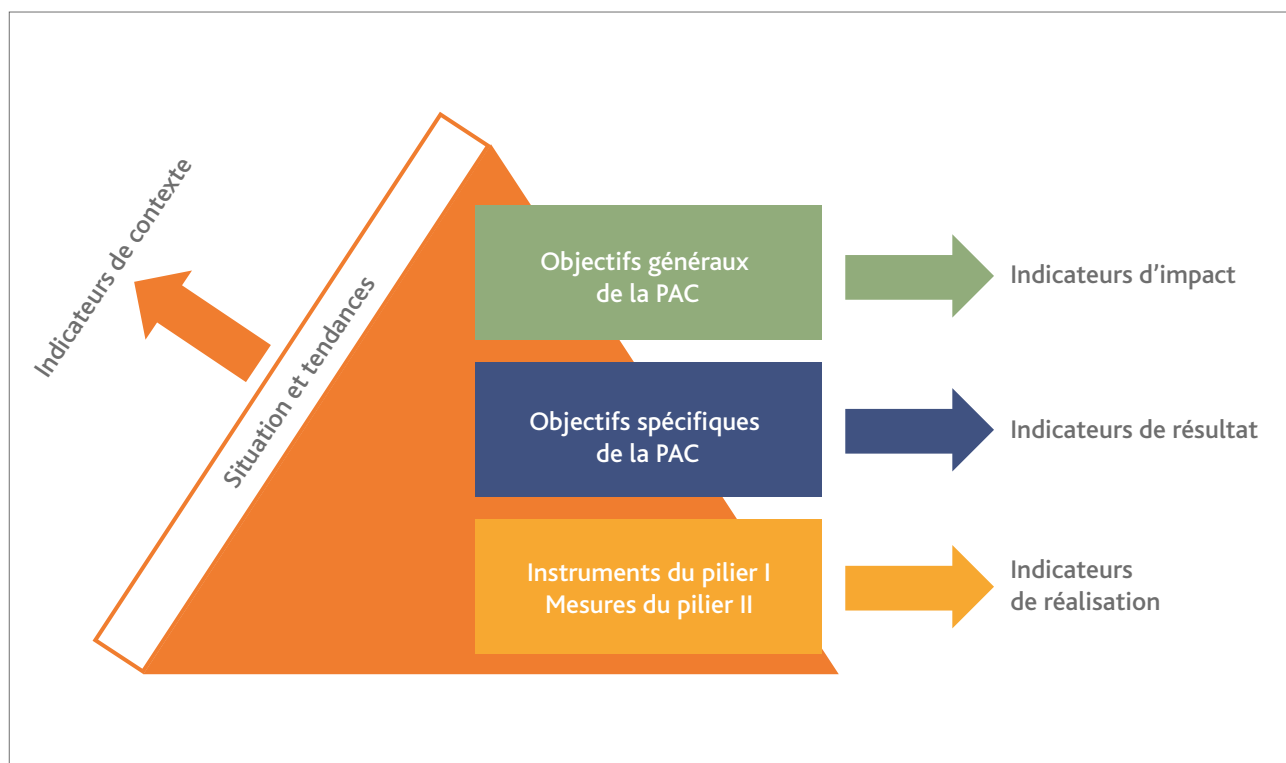 Indicateurs de contexte
Situation et tendances
Objectifs généraux
de la PAC
Indicateurs d’impact
Objectifs spécifiques
de la PAC
Indicateurs de résultat
Instruments du pilier I
Mesures du pilier II
Indicateurs
de réalisation